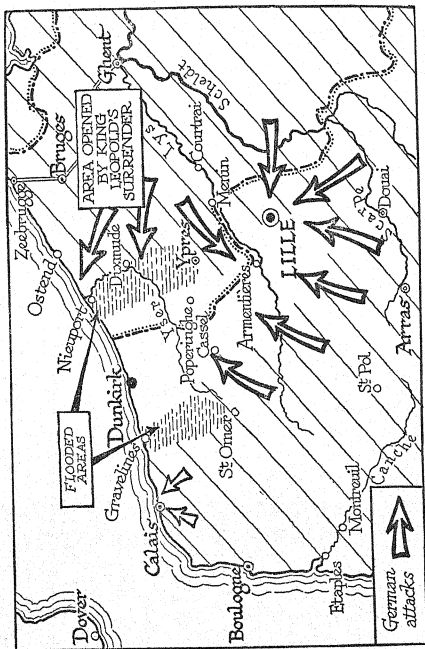 Dover
FLOODED
AREAS
Zeebrugge
Bruges
Ostend
Ghent
AREA OPENED
BY KING
LEOPOLD'S
SURRENDER
Nieuport
Dunkirk
Gravelines
Calais
Dixmude
Yser
Lys
Scheldt
Courtrai
Ypres
Menin
Poperinghe
Cassel
St Omer
Armentieres
Boulogne
LILLE
Etaples
Montreuil
Canche
St Pol
Arras
Scarpe
Douai
German
attacks